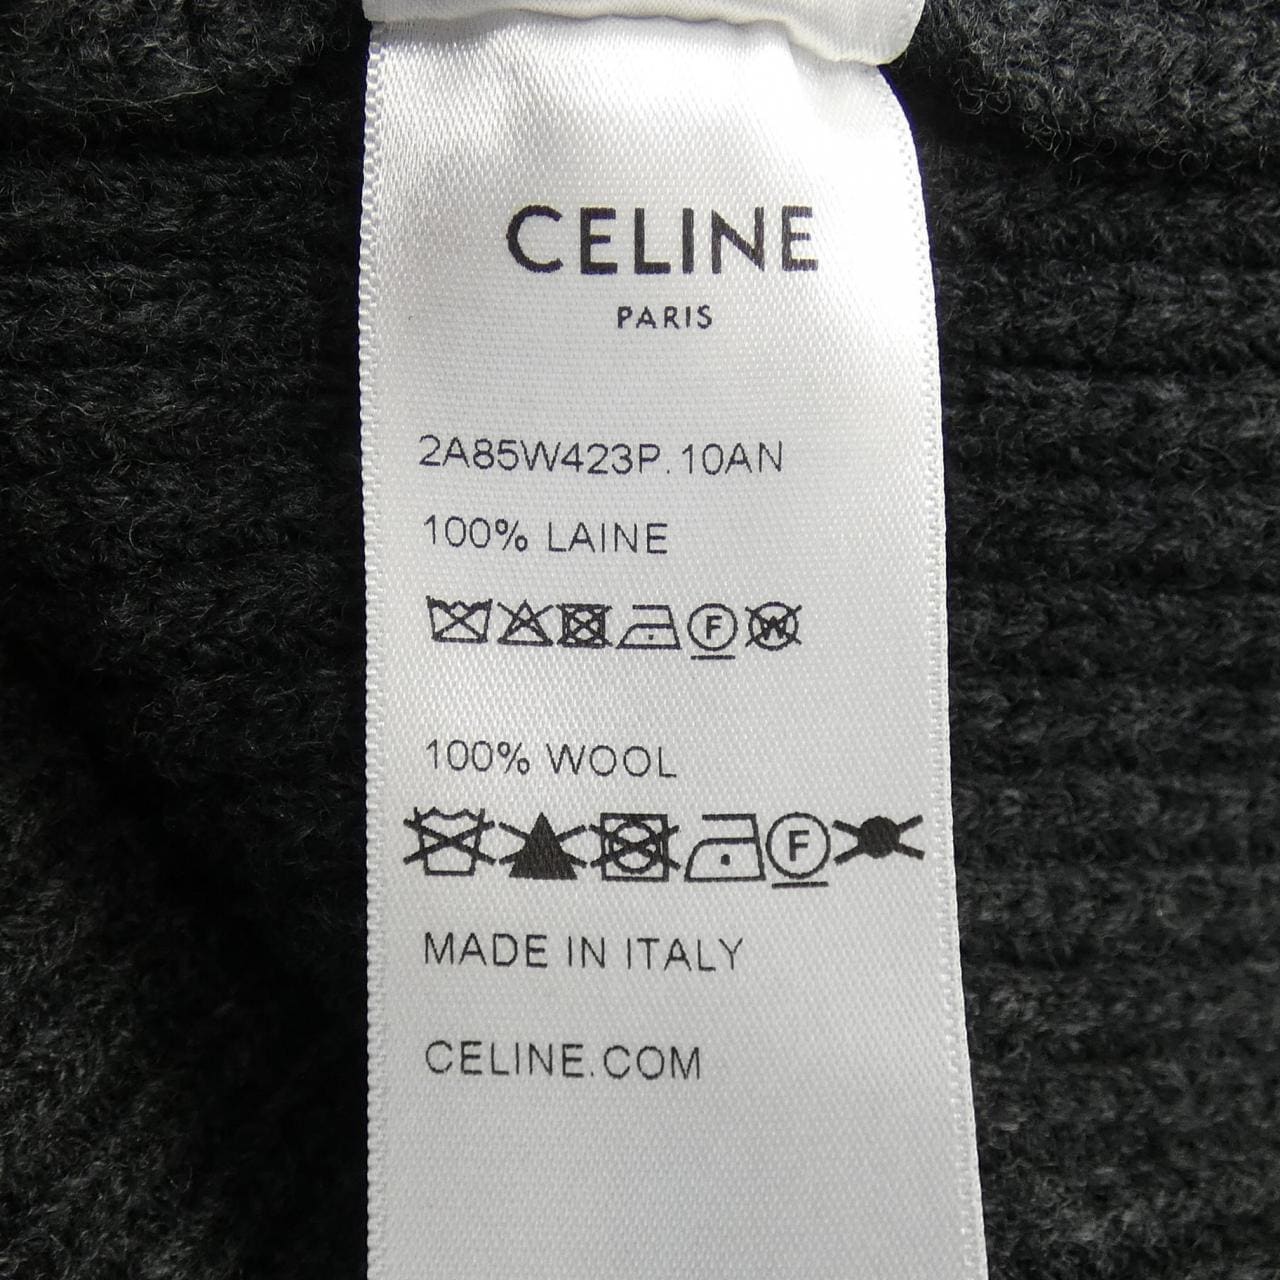 CELINE
PARIS
2A85W423P.10AN
100% LAINE
F W
100% WOOL
F
MADE IN ITALY
CELINE.COM